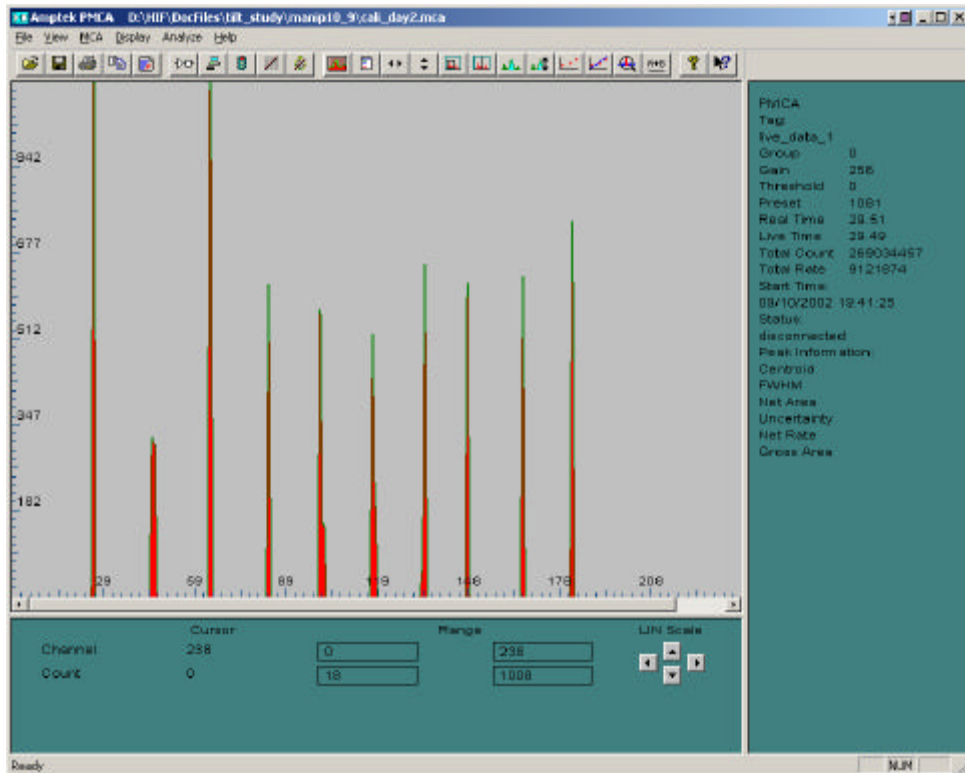 Amptek PMCA D:\HIF\DocFiles\tilt_study\manip10_9\cali_day2.mca
File View MCA Display Analyze Help
942
677
512
347
182
29 59 89 119 148 178 208
PMCA
Tag:
live_data_1
Group 0
Gain 256
Threshold 0
Preset 1081
Real Time 29.51
Live Time 29.49
Total Count 269034457
Total Rate 9121874
Start Time:
09/10/2002 19:41:25
Status:
disconnected
Peak Information:
Centroid
FWHM
Net Area
Uncertainty
Net Rate
Gross Area
Cursor Range LIN Scale
Channel 238 0 238
Count 0 18 1008
Ready NUM